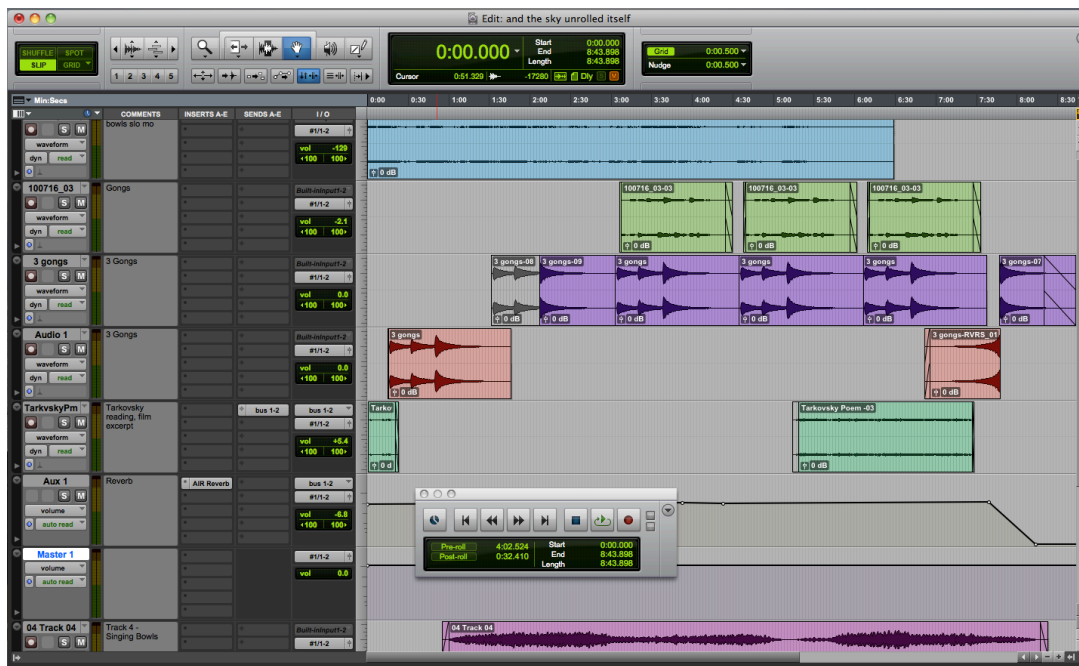 Edit: and the sky unrolled itself
SHUFFLE SPOT
SLIP GRID
1 2 3 4 5
0:00.000
Start 0:00.000
End 8:43.898
Length 8:43.898
Cursor 0:51.329 -17280 Dly
Grid 0:00.500
Nudge 0:00.500
Min:Secs 0:00 0:30 1:00 1:30 2:00 2:30 3:00 3:30 4:00 4:30 5:00 5:30 6:00 6:30 7:00 7:30 8:00 8:30
COMMENTS INSERTS A-E SENDS A-E I / O
bowls slo mo
S M
waveform
dyn read
#1/1-2
vol -129
100 100
0 dB
100716_03 Gongs
S M
waveform
dyn read
Built-inInput1-2
#1/1-2
vol -2.1
100 100
100716_03-03 100716_03-03 100716_03-03
0 dB 0 dB 0 dB
3 gongs 3 Gongs
S M
waveform
dyn read
Built-inInput1-2
#1/1-2
vol 0.0
100 100
3 gongs-08 3 gongs-09 3 gongs 3 gongs 3 gongs 3 gongs-07
0 dB 0 dB 0 dB 0 dB 0 dB 0 dB
Audio 1 3 Gongs
S M
waveform
dyn read
Built-inInput1-2
#1/1-2
vol 0.0
100 100
3 gongs 3 gongs-RVRS_01
0 dB 0 dB
TarkvskyPm Tarkovsky
reading, film
excerpt
S M
waveform
dyn read
bus 1-2 bus 1-2
#1/1-2
vol +5.4
100 100
Tarko Tarkovsky Poem -03
0 d 0 dB
Aux 1 Reverb
S M
volume
auto read
AIR Reverb bus 1-2
#1/1-2
vol -6.8
100 100
Pre-roll 4:02.524
Post-roll 0:32.410
Start 0:00.000
End 8:43.898
Length 8:43.898
Master 1
volume
auto read
#1/1-2
vol 0.0
04 Track 04 Track 4 -
Singing Bowls
S M
Built-inInput1-2
#1/1-2
04 Track 04